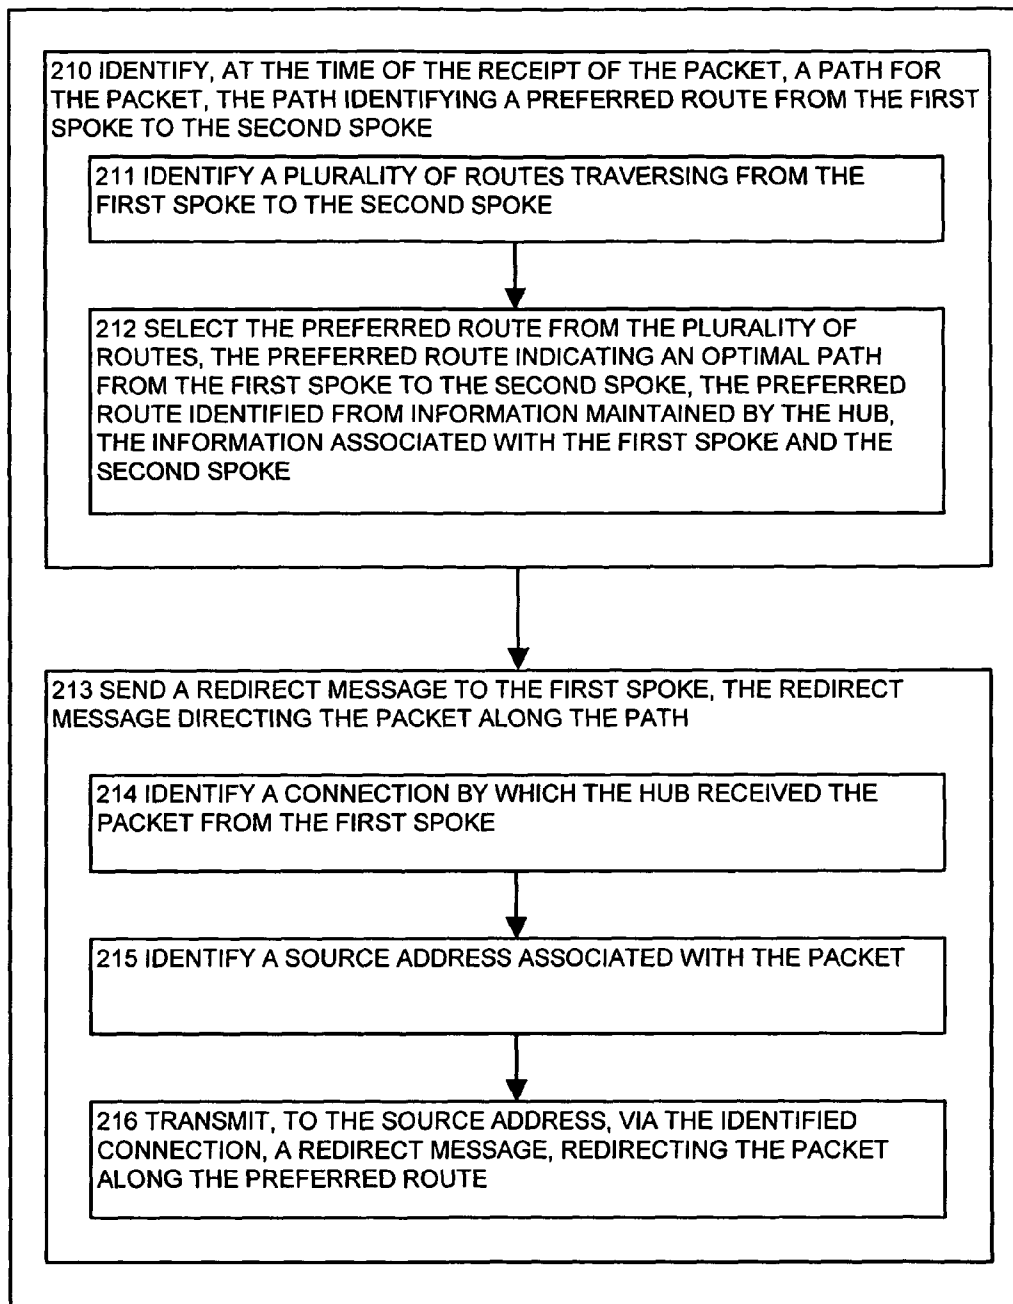 210 IDENTIFY, AT THE TIME OF THE RECEIPT OF THE PACKET, A PATH FOR
THE PACKET, THE PATH IDENTIFYING A PREFERRED ROUTE FROM THE FIRST
SPOKE TO THE SECOND SPOKE
211 IDENTIFY A PLURALITY OF ROUTES TRAVERSING FROM THE
FIRST SPOKE TO THE SECOND SPOKE
212 SELECT THE PREFERRED ROUTE FROM THE PLURALITY OF
ROUTES, THE PREFERRED ROUTE INDICATING AN OPTIMAL PATH
FROM THE FIRST SPOKE TO THE SECOND SPOKE, THE PREFERRED
ROUTE IDENTIFIED FROM INFORMATION MAINTAINED BY THE HUB,
THE INFORMATION ASSOCIATED WITH THE FIRST SPOKE AND THE
SECOND SPOKE
213 SEND A REDIRECT MESSAGE TO THE FIRST SPOKE, THE REDIRECT
MESSAGE DIRECTING THE PACKET ALONG THE PATH
214 IDENTIFY A CONNECTION BY WHICH THE HUB RECEIVED THE
PACKET FROM THE FIRST SPOKE
215 IDENTIFY A SOURCE ADDRESS ASSOCIATED WITH THE PACKET
216 TRANSMIT, TO THE SOURCE ADDRESS, VIA THE IDENTIFIED
CONNECTION, A REDIRECT MESSAGE, REDIRECTING THE PACKET
ALONG THE PREFERRED ROUTE